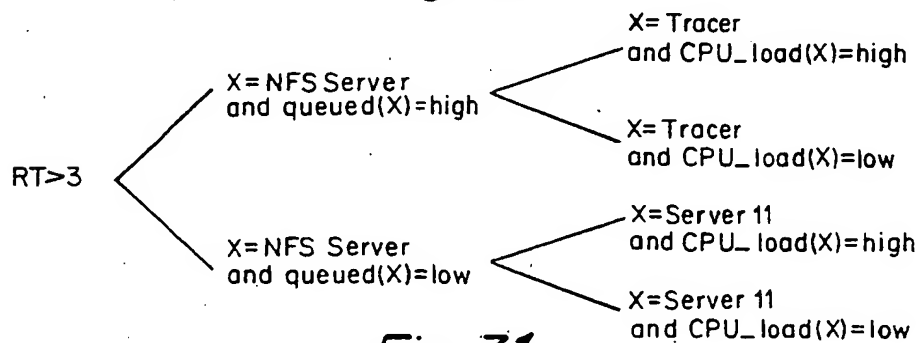 X= Tracer
and CPU_load(X)=high
X=NFS Server
and queued(X)=high
X=Tracer
and CPU_load(X)=low
RT>3
X=NFS Server
and queued(X)=low
X=Server 11
and CPU_load(X)=high
X=Server 11
and CPU_load(X)=low